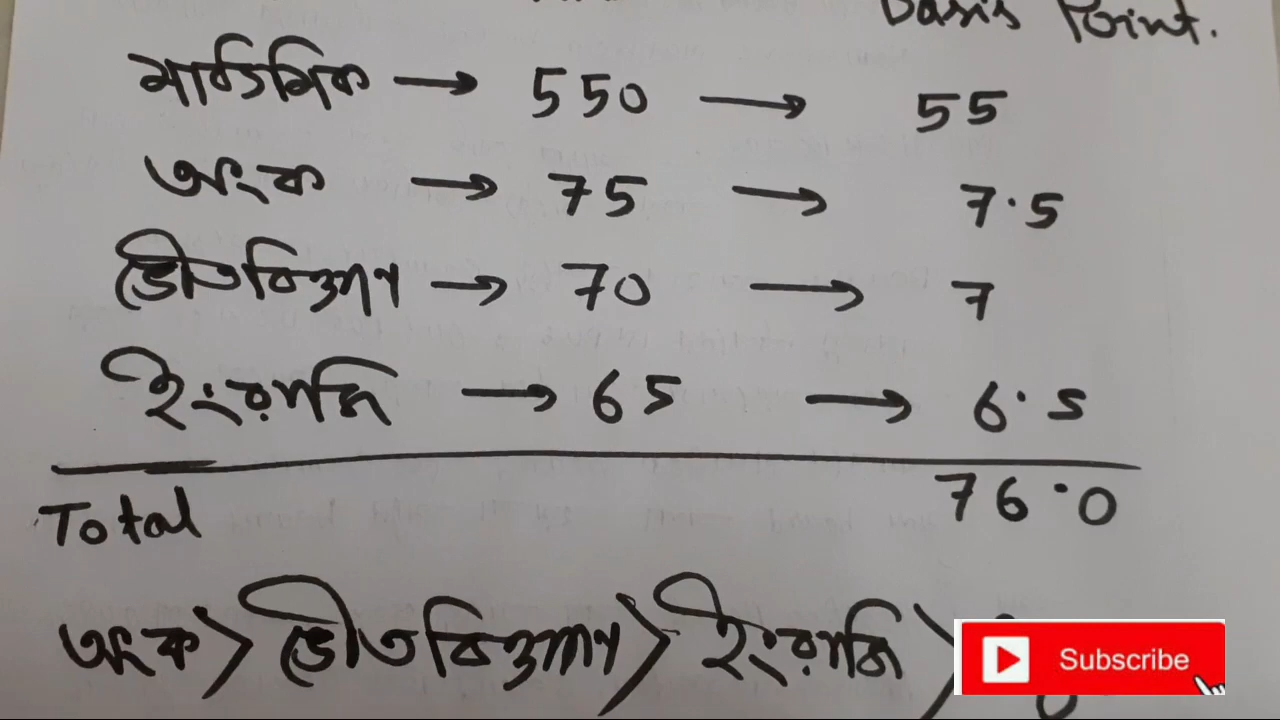 Basis Point.
মাধ্যমিক → 550 → 55
অংক → 75 → 7.5
ভৌতবিজ্ঞান → 70 → 7
ইংরাজি → 65 → 6.5
Total 76.0
অংক > ভৌতবিজ্ঞান > ইংরাজি >
Subscribe